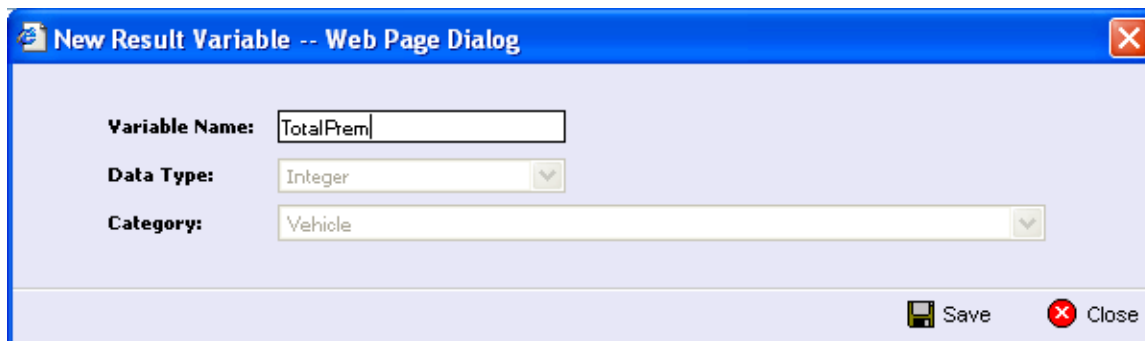 New Result Variable -- Web Page Dialog
Variable Name: TotalPrem
Data Type: Integer
Category: Vehicle
Save Close